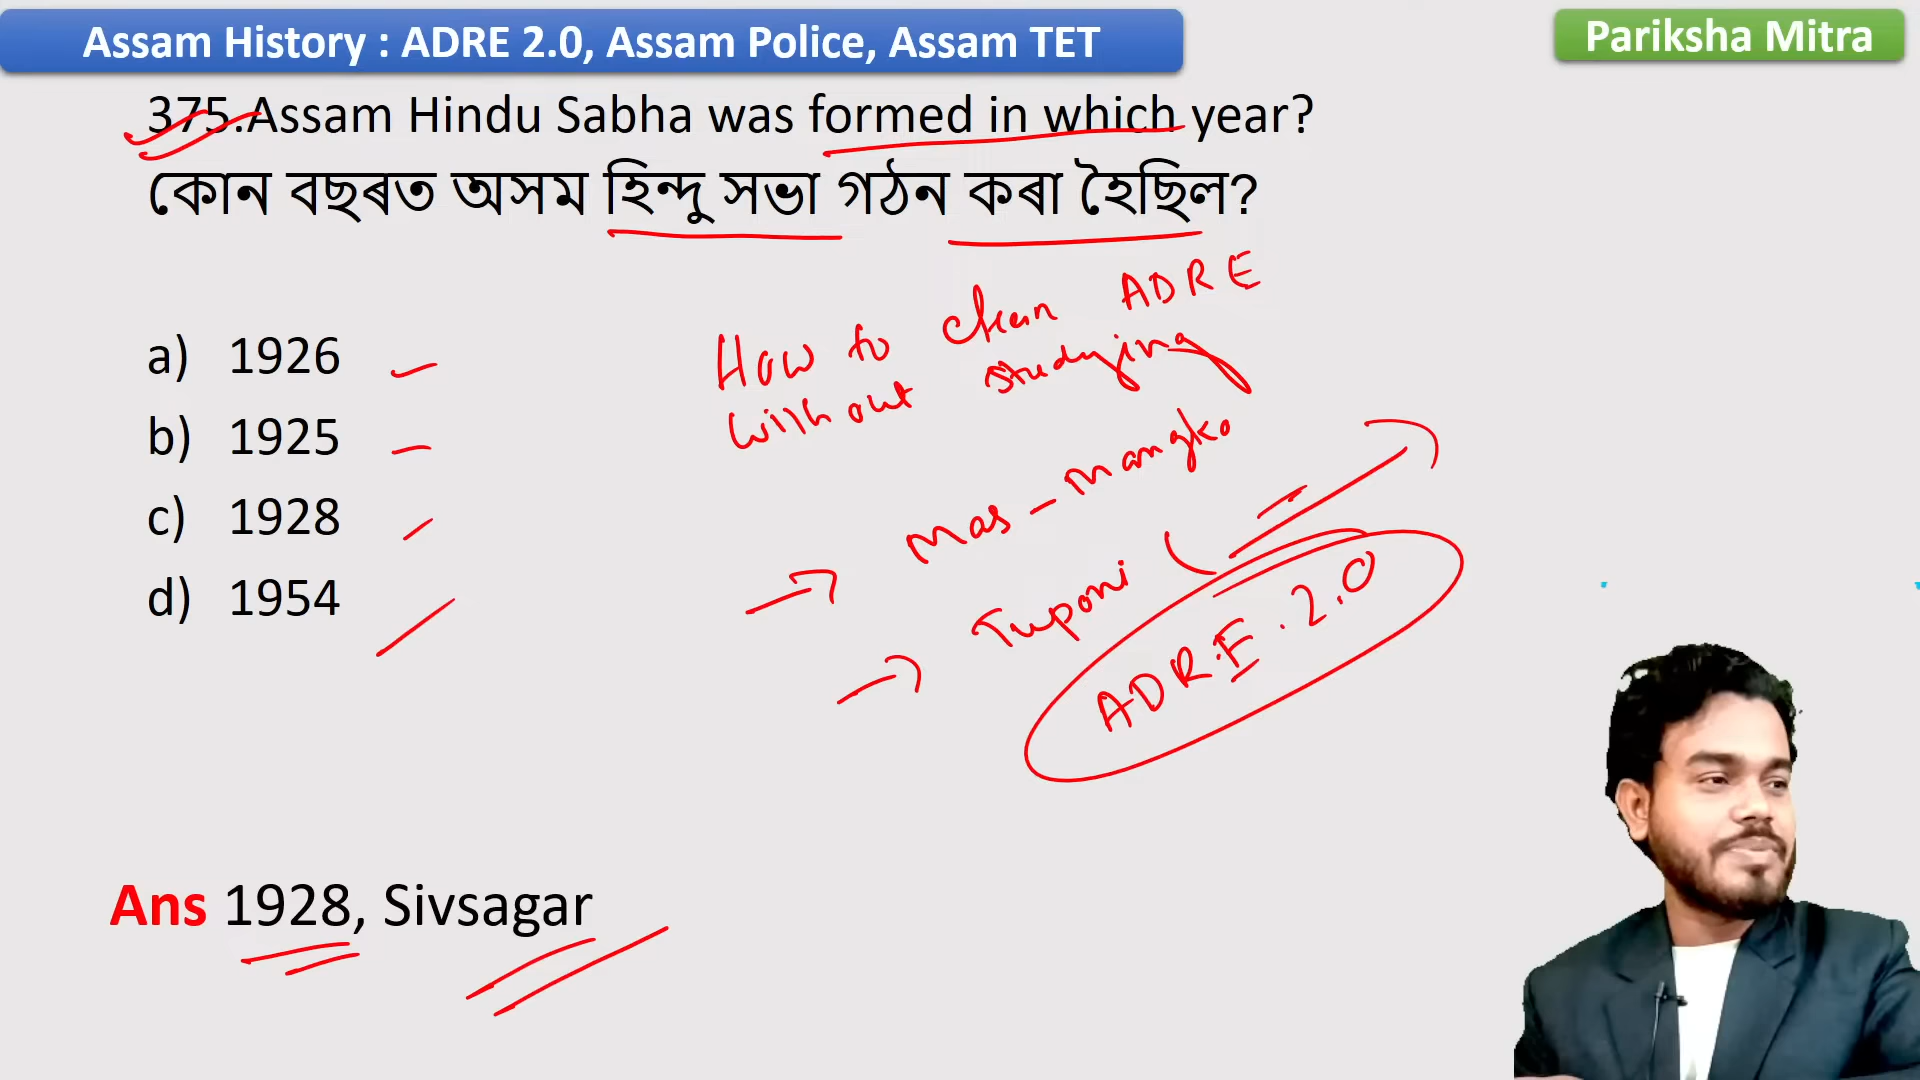 Assam History : ADRE 2.0, Assam Police, Assam TET
Pariksha Mitra
375.Assam Hindu Sabha was formed in which year?
কোন বছৰত অসম হিন্দু সভা গঠন কৰা হৈছিল?
a) 1926
b) 1925
c) 1928
d) 1954
How to clean ADRE
without studying
Mas - Mangko
Tuponi
ADRE. 2.0
Ans 1928, Sivsagar